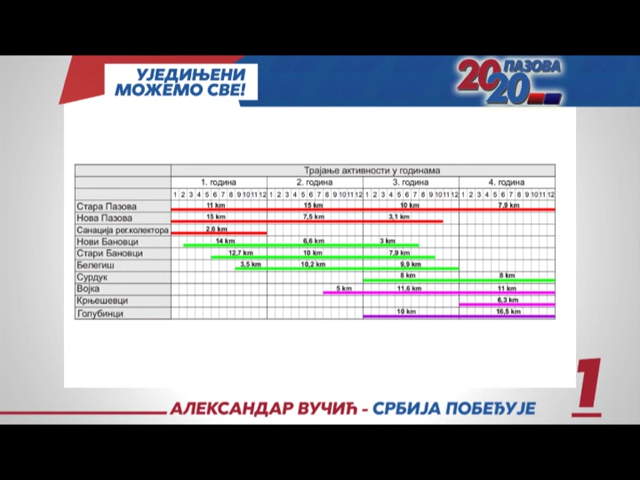 УЈЕДИЊЕНИ
МОЖЕМО СВЕ!
2020 ПАЗОВА
Трајање активности у годинама
1. година 2. година 3. година 4. година
1 2 3 4 5 6 7 8 9 10 11 12 1 2 3 4 5 6 7 8 9 10 11 12 1 2 3 4 5 6 7 8 9 10 11 12 1 2 3 4 5 6 7 8 9 10 11 12
Стара Пазова 11 km 15 km 10 km 7,9 km
Нова Пазова 15 km 7,5 km 3,1 km
Санација рег.колектора 2,6 km
Нови Бановци 14 km 6,6 km 3 km
Стари Бановци 12,7 km 10 km 7,9 km
Белегиш 3,5 km 10,2 km 9,9 km
Сурдук 8 km 8 km
Војка 5 km 11,6 km 11 km
Крњешевци 6,3 km
Голубинци 10 km 16,5 km
АЛЕКСАНДАР ВУЧИЋ - СРБИЈА ПОБЕЂУЈЕ
1